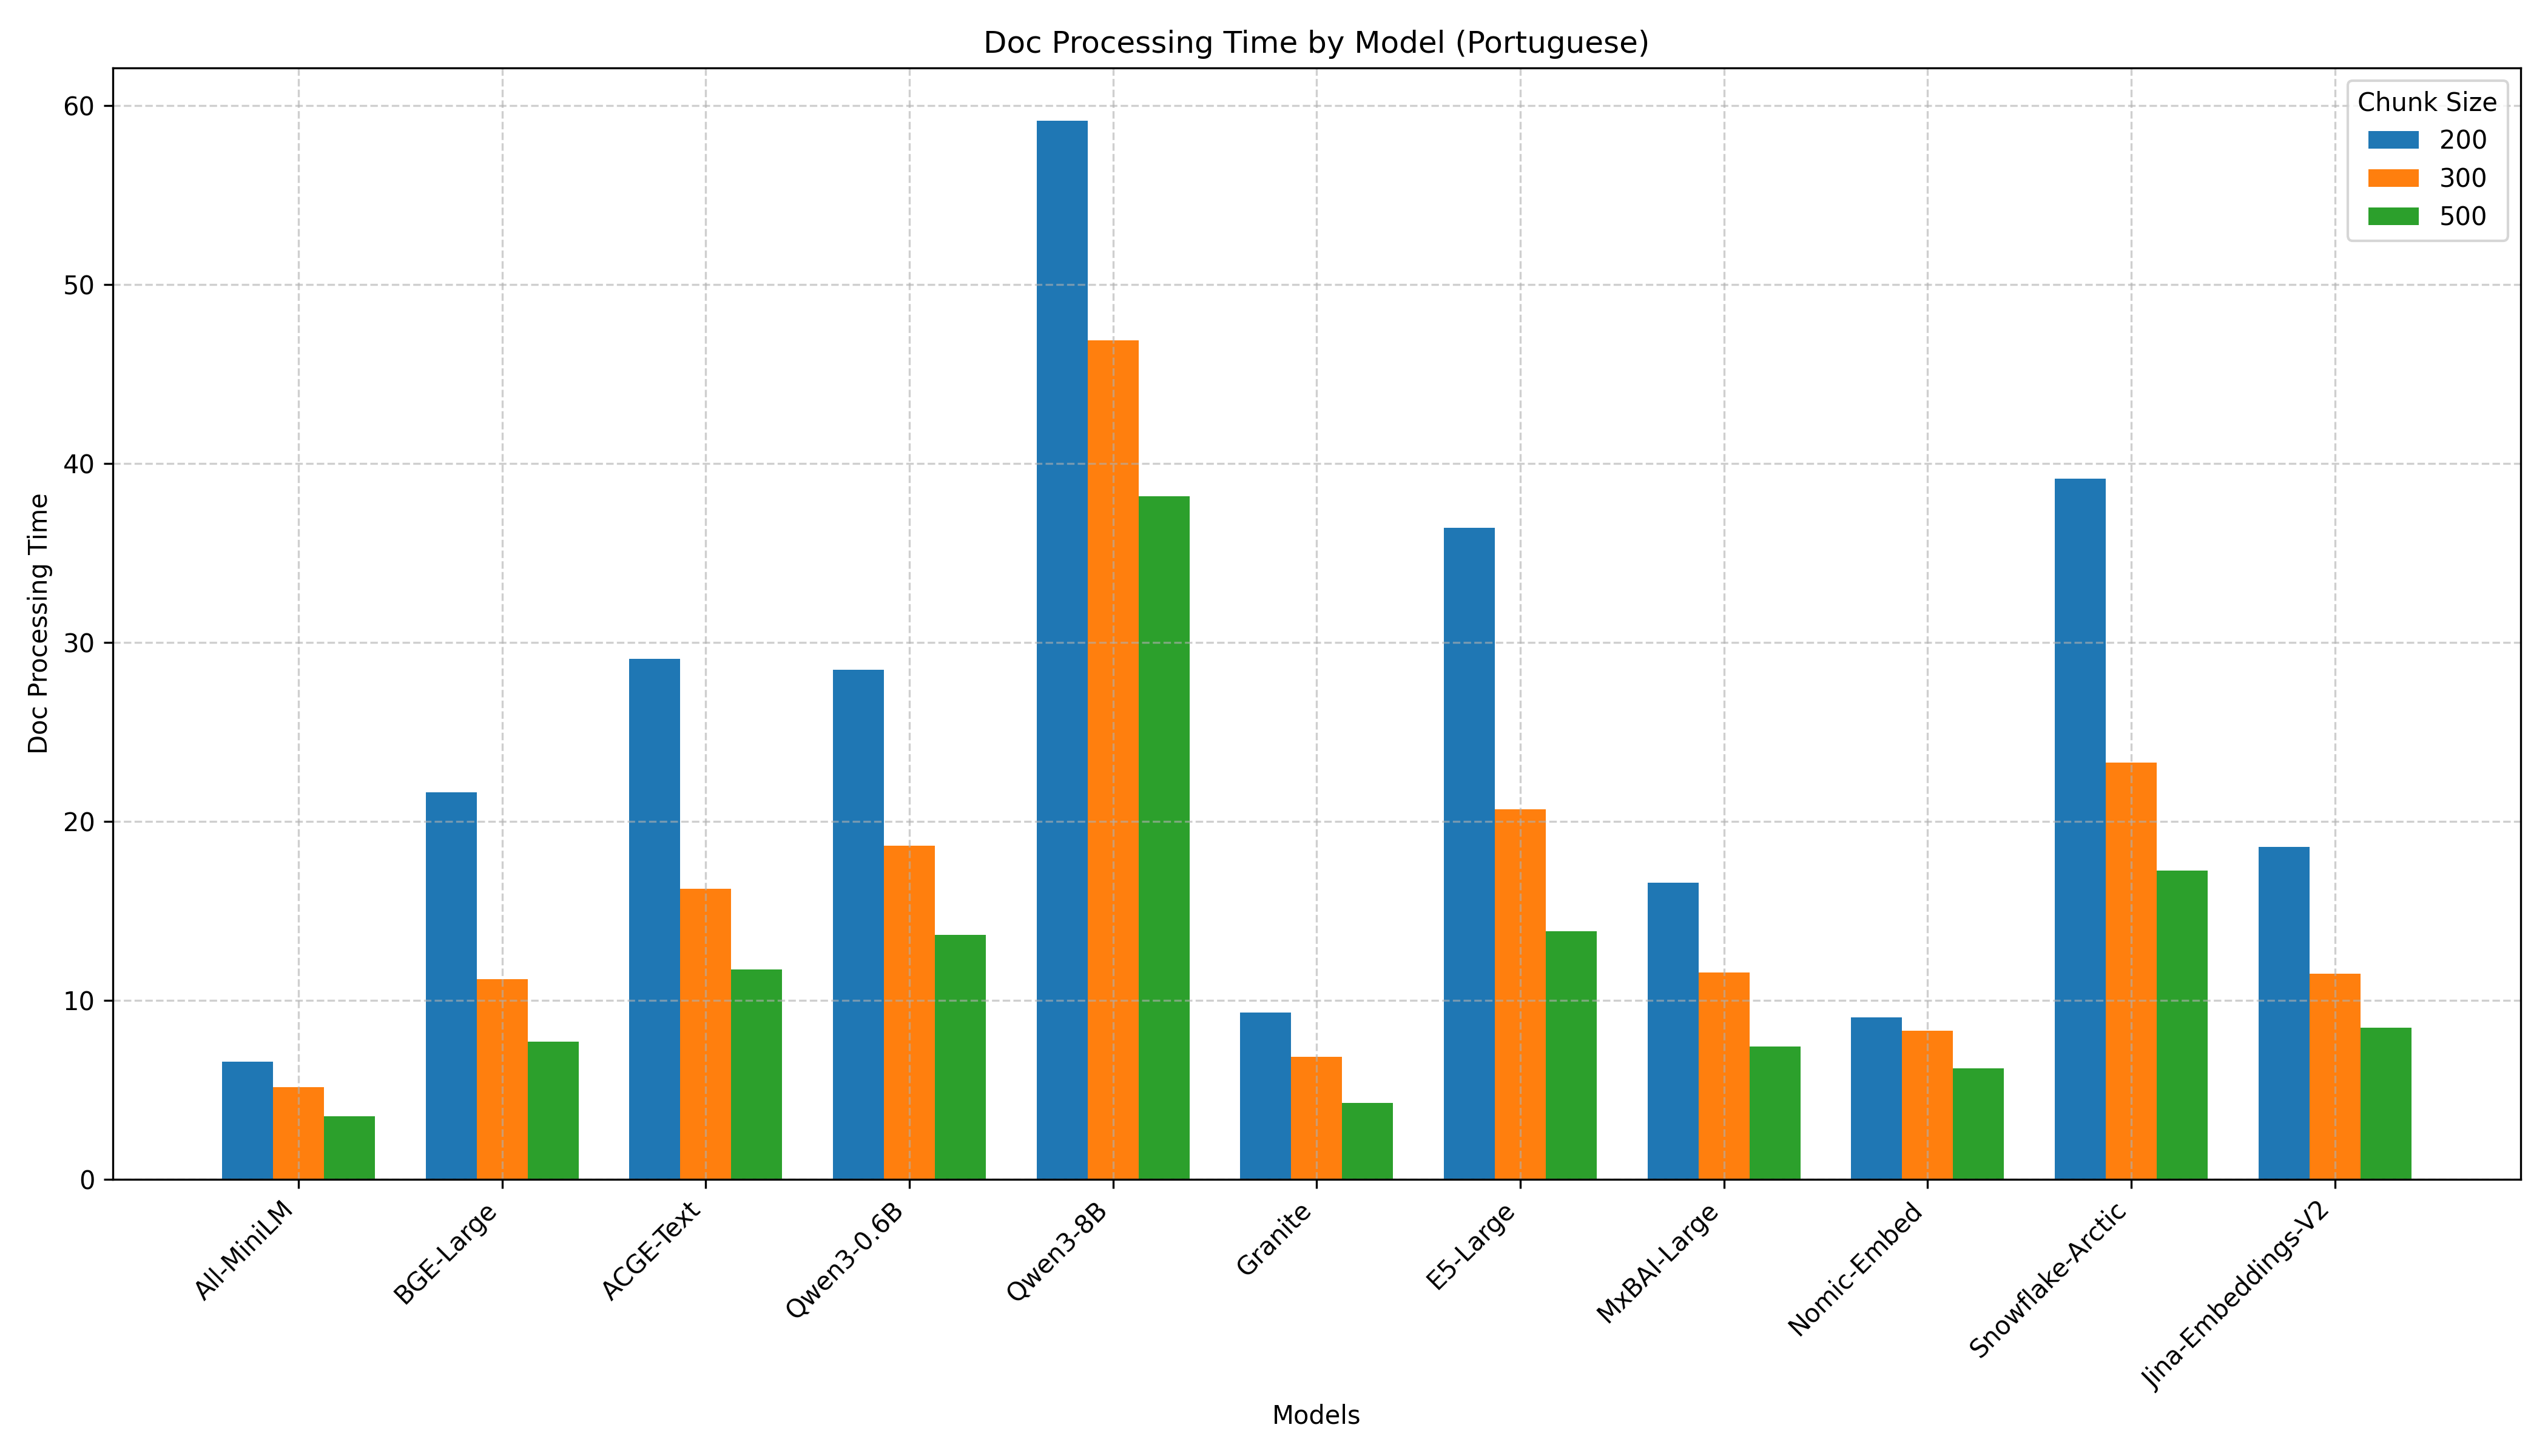 Doc Processing Time by Model (Portuguese)
Chunk Size
200
300
500
Doc Processing Time
60
50
40
30
20
10
0
All-MiniLM
BGE-Large
ACGE-Text
Qwen3-0.6B
Qwen3-8B
Granite
E5-Large
MxBAI-Large
Nomic-Embed
Snowflake-Arctic
Jina-Embeddings-V2
Models